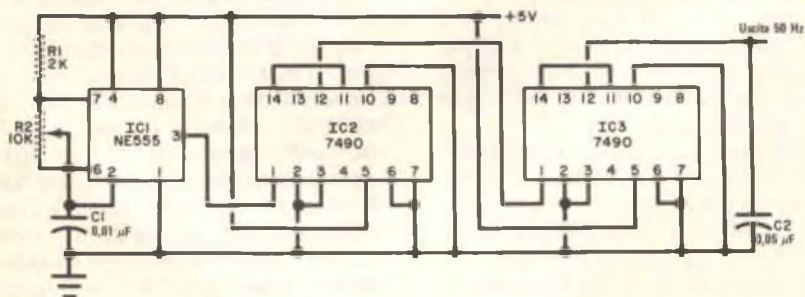 +5V
Uscita 50 Hz
R1
2K
14 13 12 11 10 9 8
14 13 12 11 10 9 8
7 4 8
IC1
NE555
3
IC2
7490
IC3
7490
R2
10K
6 2 1
1 2 3 4 5 6 7
1 2 3 4 5 6 7
C1
0,01 µF
C2
0,05 µF